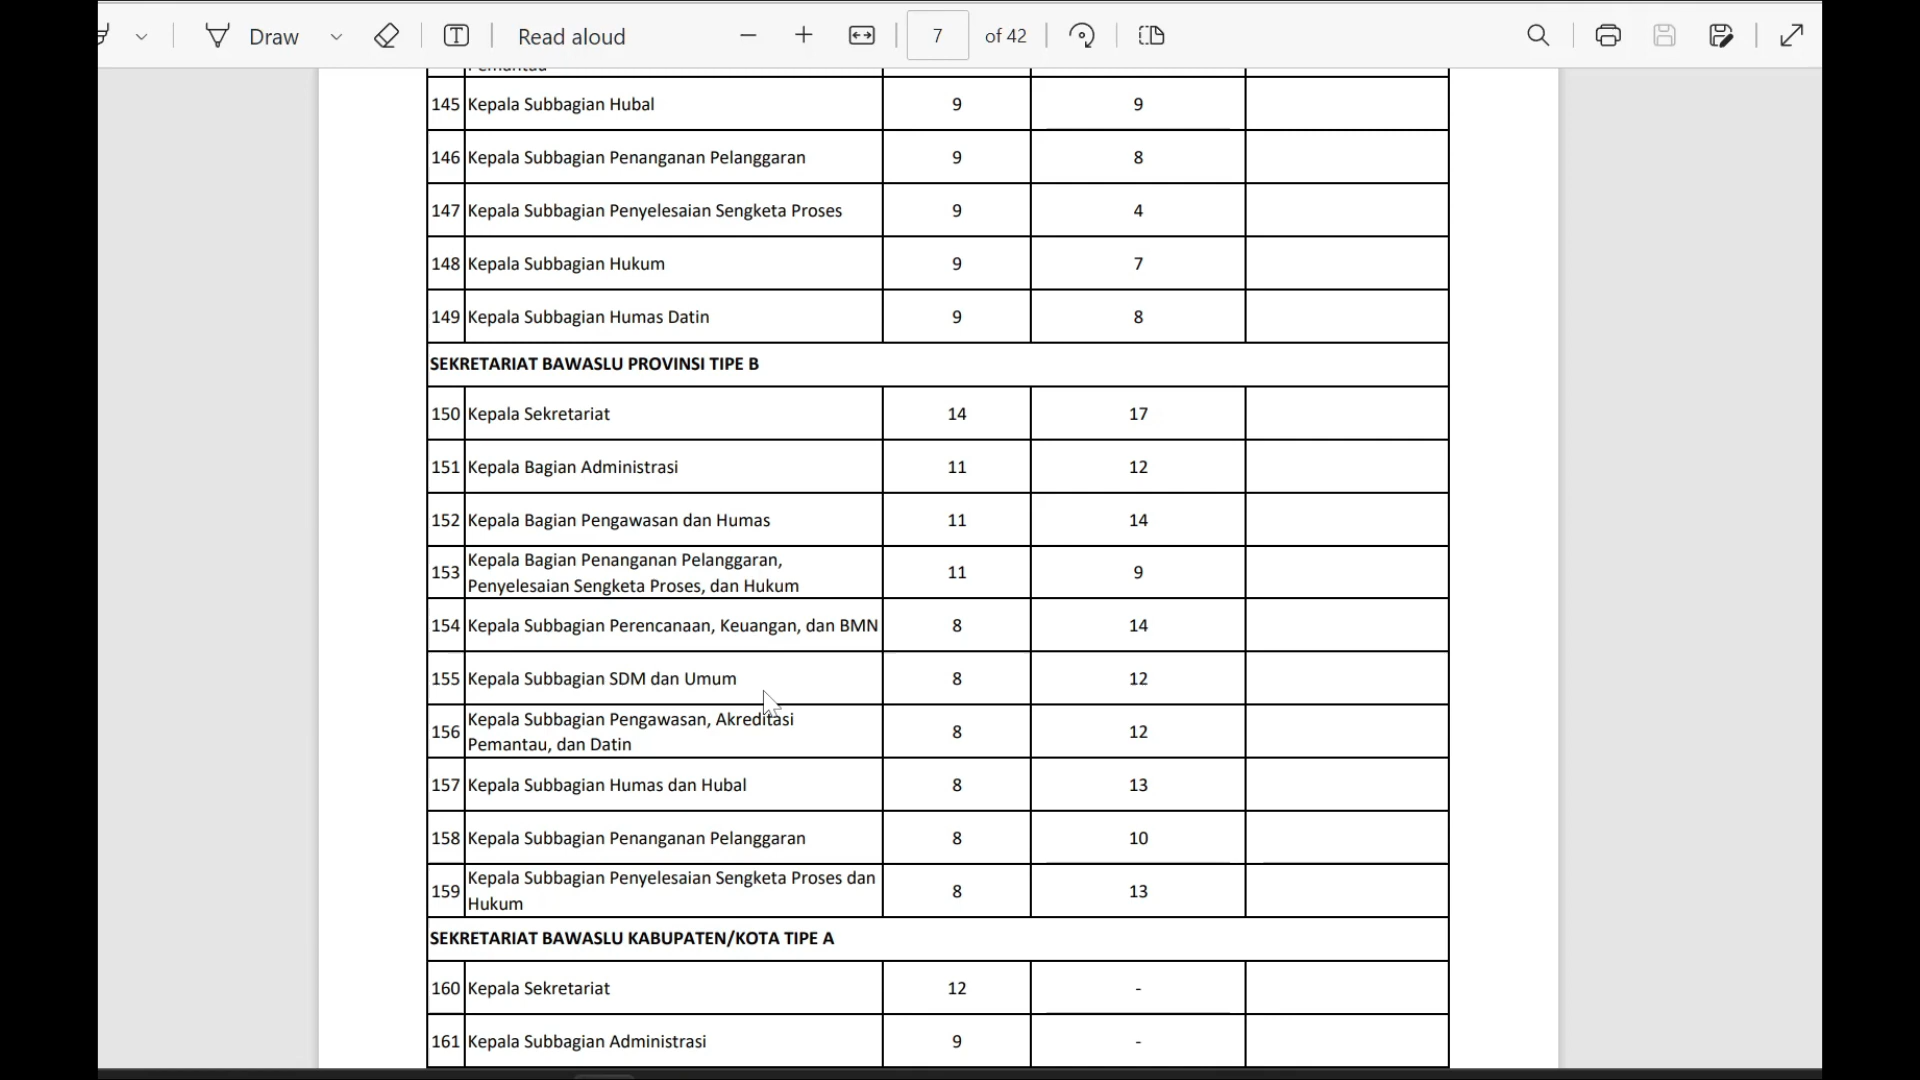 Draw
Read aloud
7 of 42
Pemantau
145 Kepala Subbagian Hubal 9 9
146 Kepala Subbagian Penanganan Pelanggaran 9 8
147 Kepala Subbagian Penyelesaian Sengketa Proses 9 4
148 Kepala Subbagian Hukum 9 7
149 Kepala Subbagian Humas Datin 9 8
SEKRETARIAT BAWASLU PROVINSI TIPE B
150 Kepala Sekretariat 14 17
151 Kepala Bagian Administrasi 11 12
152 Kepala Bagian Pengawasan dan Humas 11 14
153 Kepala Bagian Penanganan Pelanggaran,
Penyelesaian Sengketa Proses, dan Hukum 11 9
154 Kepala Subbagian Perencanaan, Keuangan, dan BMN 8 14
155 Kepala Subbagian SDM dan Umum 8 12
156 Kepala Subbagian Pengawasan, Akreditasi
Pemantau, dan Datin 8 12
157 Kepala Subbagian Humas dan Hubal 8 13
158 Kepala Subbagian Penanganan Pelanggaran 8 10
159 Kepala Subbagian Penyelesaian Sengketa Proses dan
Hukum 8 13
SEKRETARIAT BAWASLU KABUPATEN/KOTA TIPE A
160 Kepala Sekretariat 12 -
161 Kepala Subbagian Administrasi 9 -